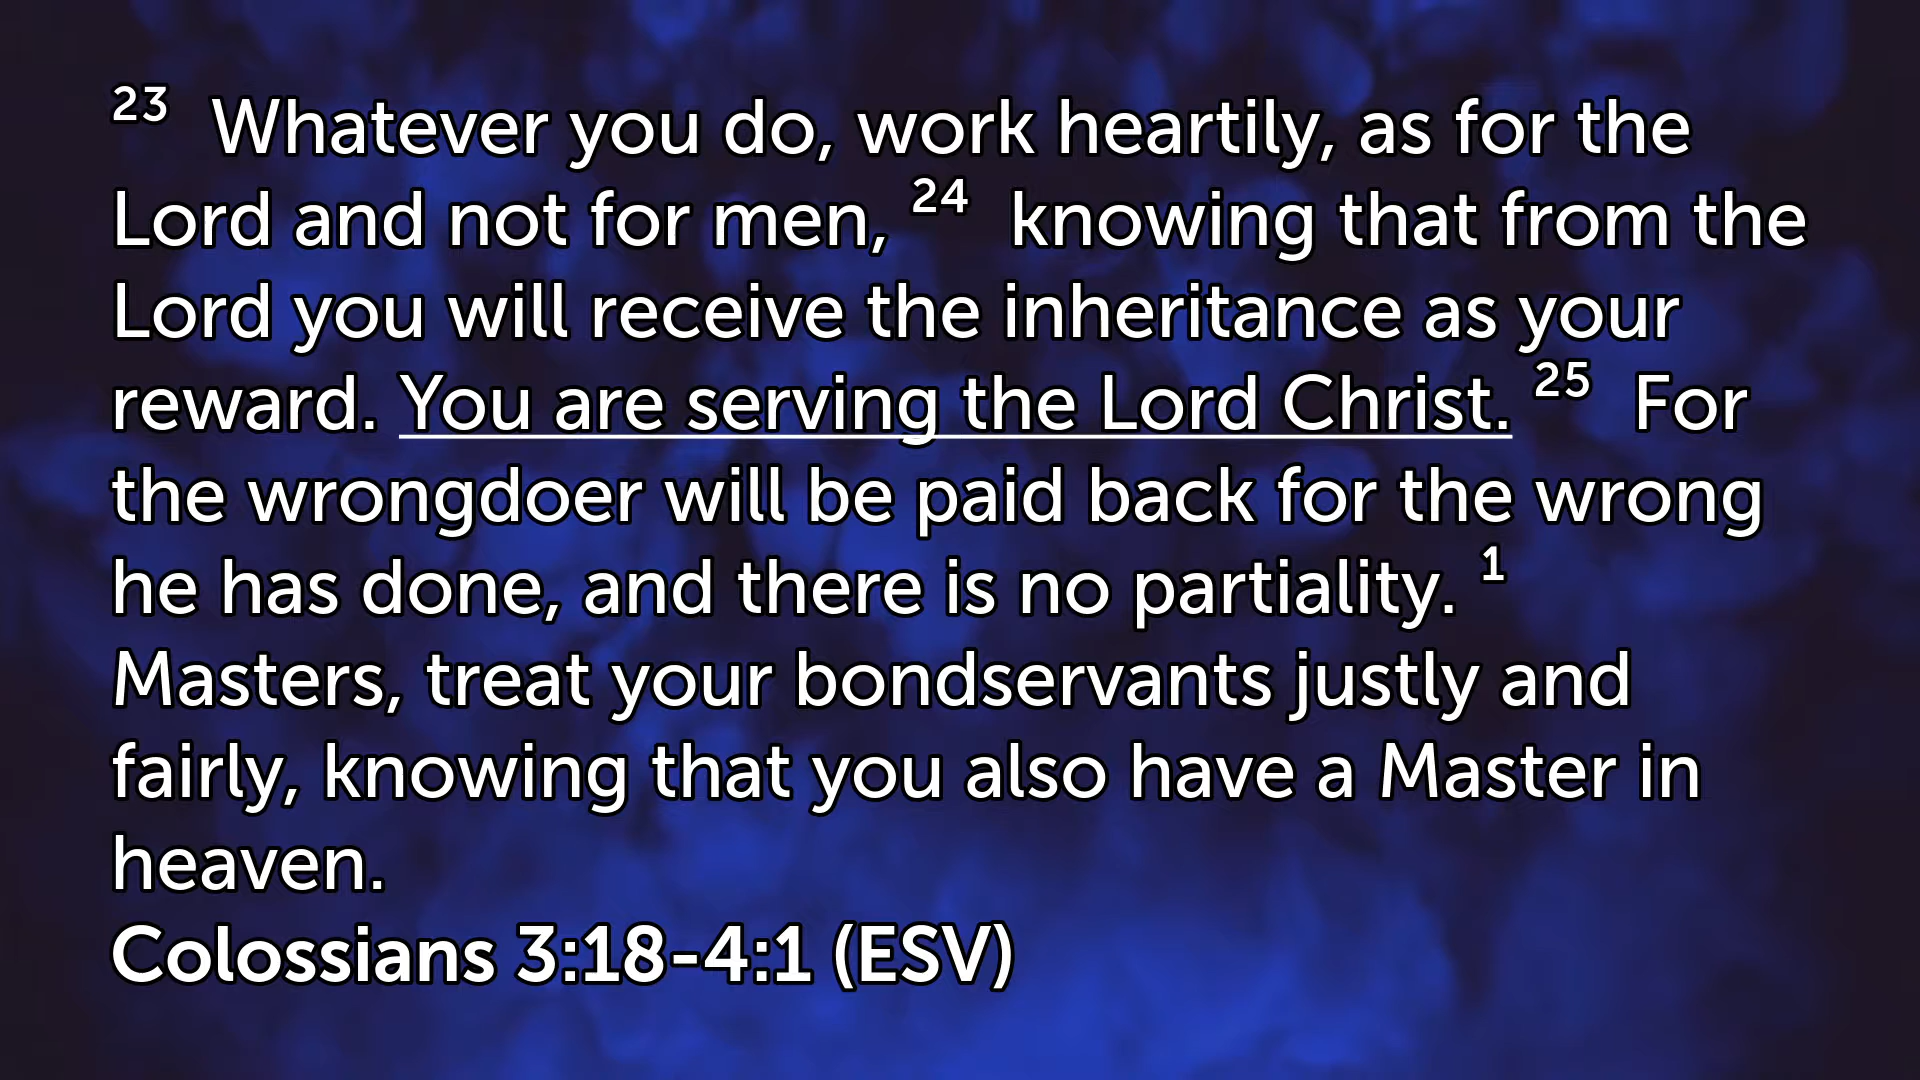 23 Whatever you do, work heartily, as for the
Lord and not for men, 24 knowing that from the
Lord you will receive the inheritance as your
reward. You are serving the Lord Christ. 25 For
the wrongdoer will be paid back for the wrong
he has done, and there is no partiality. 1
Masters, treat your bondservants justly and
fairly, knowing that you also have a Master in
heaven.
Colossians 3:18-4:1 (ESV)